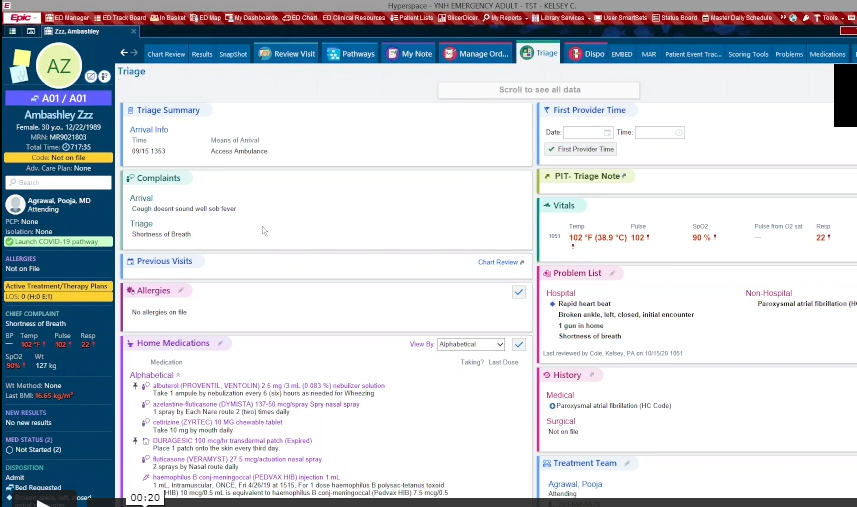 Hyperspace - YNH EMERGENCY ADULT - TST - KELSEY C.
Epic ED Manager ED Track Board In Basket ED Map My Dashboards ED Chart ED Clinical Resources Patient Lists SlicerDicer My Reports Library Services User SmartSets Status Board Master Daily Schedule Tools
Zzz, Ambashley
Chart Review Results SnapShot Review Visit Pathways My Note Manage Ord... Triage Dispo EMBED MAR Patient Event Trac... Scoring Tools Problems Medications
AZ
A01 / A01
Ambashley Zzz
Female, 30 y.o., 12/22/1989
MRN: MR9021803
Total Time: 717:35
Code: Not on file
Adv. Care Plan: None
Search
Agrawal, Pooja, MD
Attending
PCP: None
Isolation: None
Launch COVID-19 pathway
ALLERGIES
Not on File
Active Treatment/Therapy Plans
LOS: 0 (H:0 E:1)
CHIEF COMPLAINT
Shortness of Breath
BP Temp Pulse Resp
— 102 °F ! 102 ! 22 !
SpO2 Wt
90% ! 127 kg
Wt Method: None
Last BMI: 16.65 kg/m²
NEW RESULTS
No new results
MED STATUS (2)
Not Started (2)
DISPOSITION
Admit
Bed Requested
Broken ankle, left, closed
00:20
Triage
Scroll to see all data
Triage Summary
Arrival Info
Time Means of Arrival
09/15 1353 Access Ambulance
Complaints
Arrival
Cough doesnt sound well sob fever
Triage
Shortness of Breath
Previous Visits Chart Review
Allergies
No allergies on file
Home Medications View By: Alphabetical
Medication Taking? Last Dose
Alphabetical
albuterol (PROVENTIL, VENTOLIN) 2.5 mg /3 mL (0.083 %) nebulizer solution
Take 1 ampule by nebulization every 6 (six) hours as needed for Wheezing
azelastine-fluticasone (DYMISTA) 137-50 mcg/spray Spry nasal spray
1 spray by Each Nare route 2 (two) times daily
cetirizine (ZYRTEC) 10 MG chewable tablet
Take 10 mg by mouth daily
DURAGESIC 100 mcg/hr transdermal patch (Expired)
Place 1 patch onto the skin every third day.
fluticasone (VERAMYST) 27.5 mcg/actuation nasal spray
2 sprays by Nasal route daily
haemophilus B conj-meningoccal (PEDVAX HIB) injection 1 mL
1 mL, Intramuscular, ONCE, Fri 4/26/19 at 1515, For 1 dose haemophilus B polysac-tetanus toxoid
HIB) 10 mcg/0.5 mL is equivalent to haemophilus B conj-meningoccal (Pedvax HIB) 7.5 mcg/0.5
First Provider Time
Date: Time:
First Provider Time
PIT- Triage Note
Vitals
Temp Pulse SpO2 Pulse from O2 sat Resp
1051 102 °F (38.9 °C) ! 102 ! 90 % ! — 22 !
Problem List
Hospital Non-Hospital
Rapid heart beat Paroxysmal atrial fibrillation (HC
Broken ankle, left, closed, initial encounter
1 gun in home
Shortness of breath
Last reviewed by Cole, Kelsey, PA on 10/15/20 1051
History
Medical
Paroxysmal atrial fibrillation (HC Code)
Surgical
Not on file
Treatment Team
Agrawal, Pooja
Attending